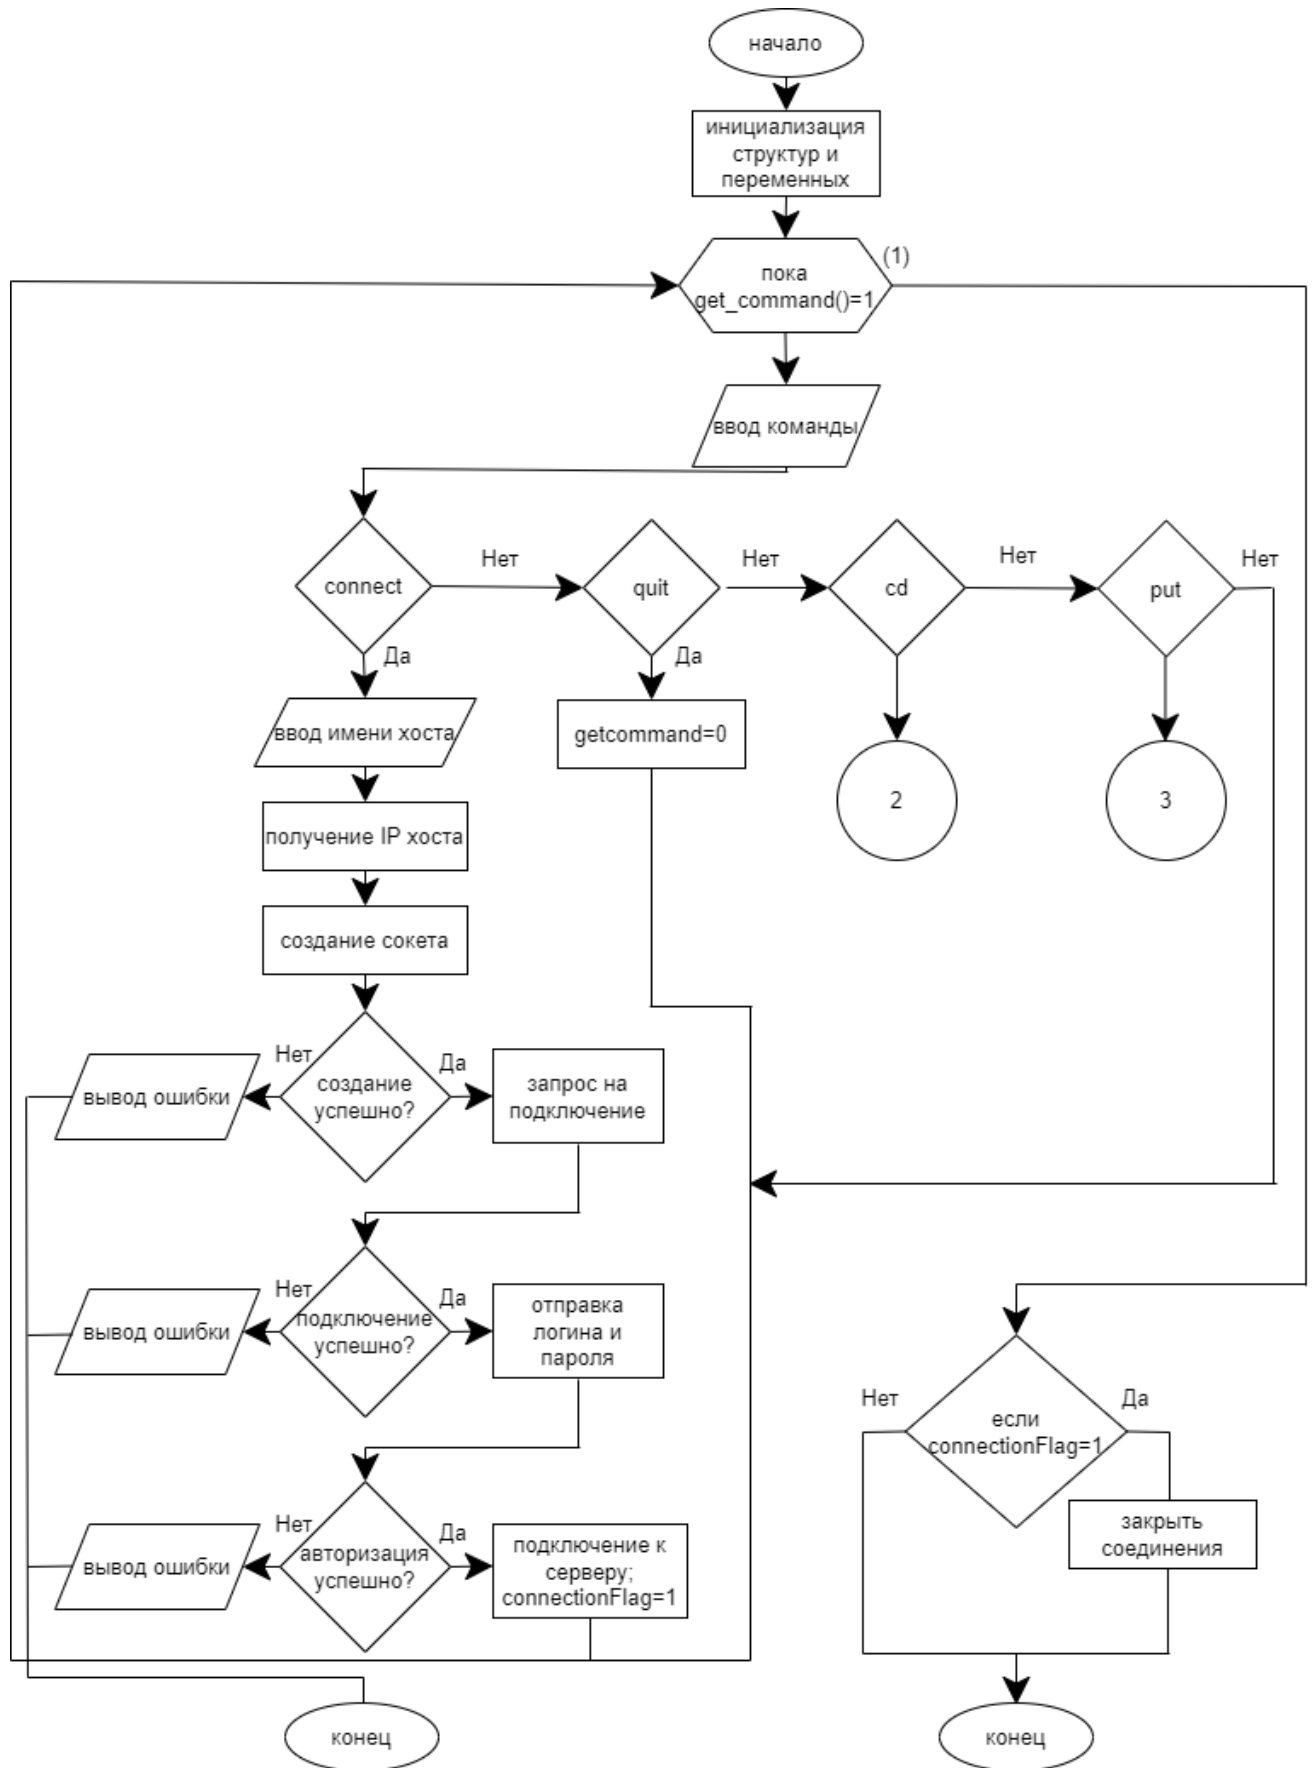 начало
инициализация
структур и
переменных
(1)
пока
get_command()=1
ввод команды
connect
Нет
quit
Нет
cd
Нет
put
Нет
Да
Да
ввод имени хоста
getcommand=0
2
3
получение IP хоста
создание сокета
вывод ошибки
Нет
создание
успешно?
Да
запрос на
подключение
вывод ошибки
Нет
подключение
успешно?
Да
отправка
логина и
пароля
Нет
если
connectionFlag=1
Да
закрыть
соединения
вывод ошибки
Нет
авторизация
успешно?
Да
подключение к
серверу;
connectionFlag=1
конец
конец